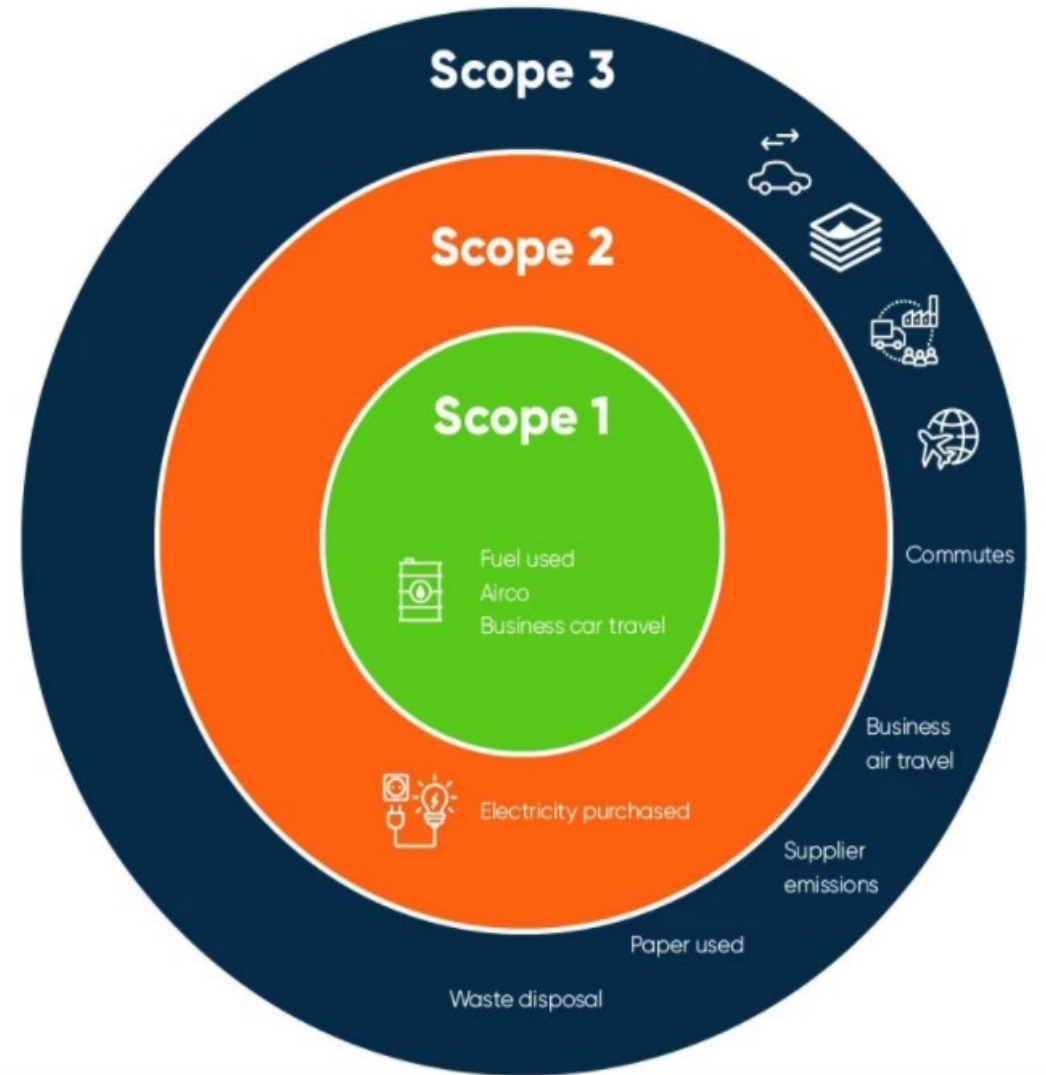 Scope 3
Scope 2
Scope 1
Fuel used
Airco
Business car travel
Commutes
Business
air travel
Electricity purchased
Supplier
emissions
Paper used
Waste disposal